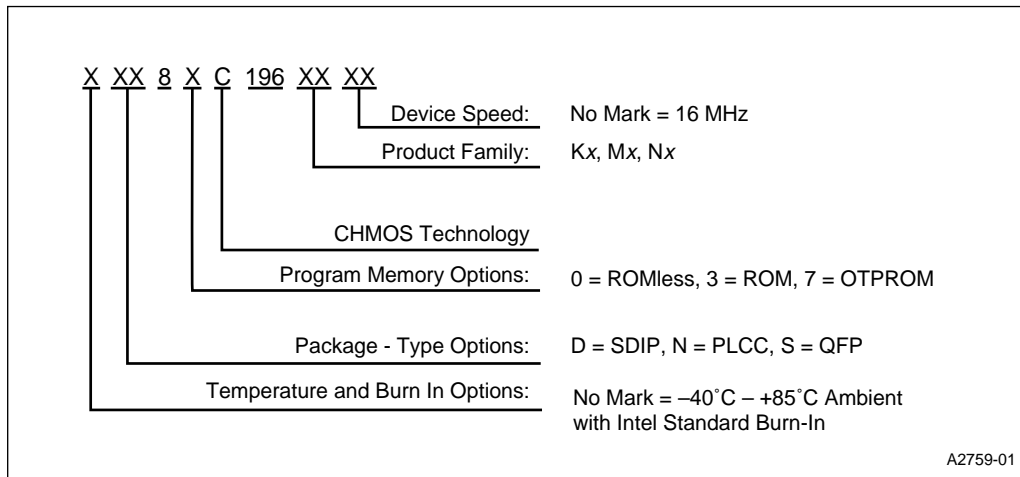 X XX 8 X C 196 XX XX
Device Speed: No Mark = 16 MHz
Product Family: Kx, Mx, Nx
CHMOS Technology
Program Memory Options: 0 = ROMless, 3 = ROM, 7 = OTPROM
Package - Type Options: D = SDIP, N = PLCC, S = QFP
Temperature and Burn In Options: No Mark = –40˚C – +85˚C Ambient
with Intel Standard Burn-In
A2759-01